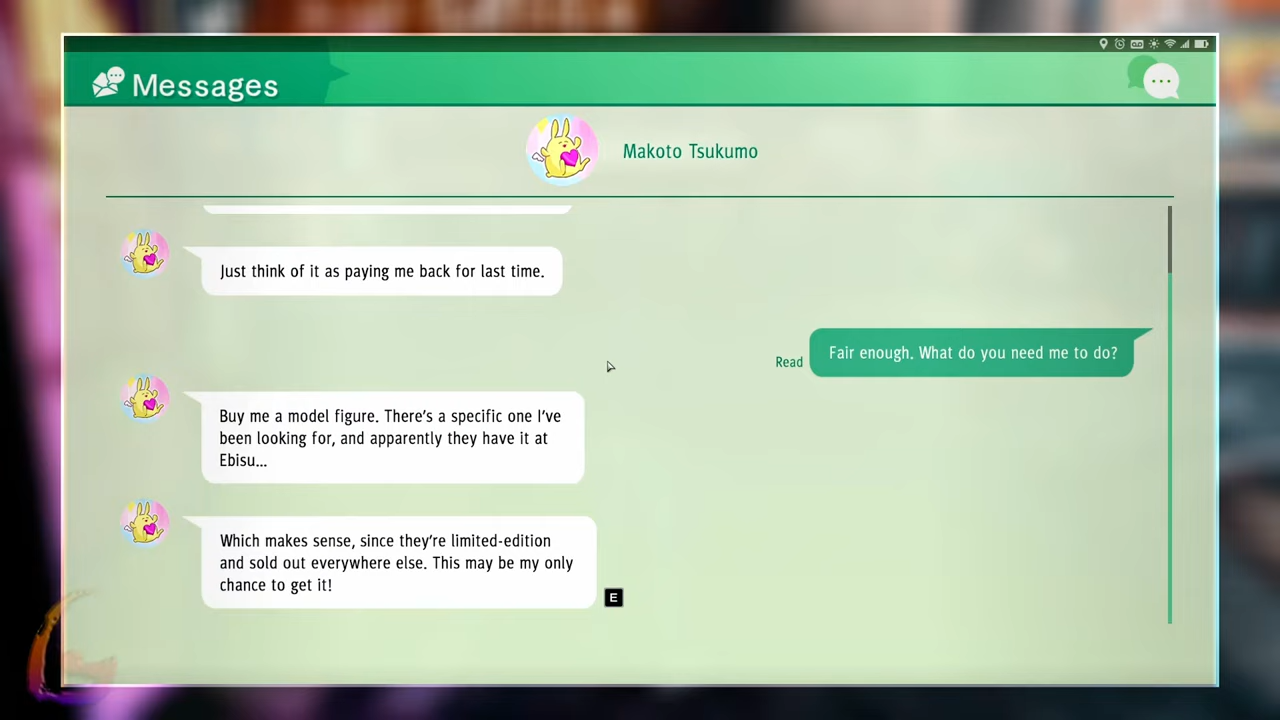 Messages
Makoto Tsukumo
Just think of it as paying me back for last time.
Fair enough. What do you need me to do?
Read
Buy me a model figure. There's a specific one I've
been looking for, and apparently they have it at
Ebisu...
Which makes sense, since they're limited-edition
and sold out everywhere else. This may be my only
chance to get it!
E